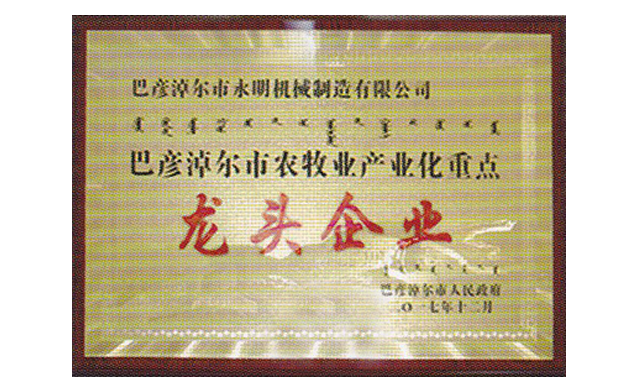 巴彦淖尔市永明机械制造有限公司
巴彦淖尔市农牧业产业化重点
龙头企业
巴彦淖尔市人民政府
二〇一七年十二月